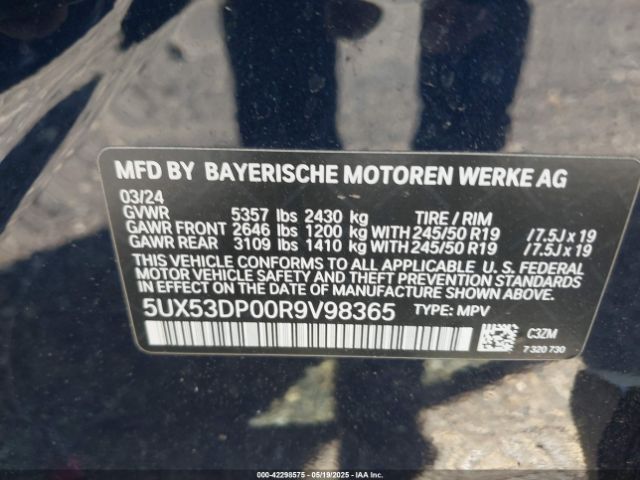 MFD BY BAYERISCHE MOTOREN WERKE AG
03/24
GVWR 5357 lbs 2430 kg TIRE / RIM
GAWR FRONT 2646 lbs 1200 kg WITH 245/50 R19 /7.5J x 19
GAWR REAR 3109 lbs 1410 kg WITH 245/50 R19 /7.5J x 19
THIS VEHICLE CONFORMS TO ALL APPLICABLE U.S. FEDERAL
MOTOR VEHICLE SAFETY AND THEFT PREVENTION STANDARDS
IN EFFECT ON THE DATE OF MANUFACTURE SHOWN ABOVE.
5UX53DP00R9V98365 TYPE: MPV
C3ZM
7 320 730
000-42298575 - 05/19/2025 - IAA Inc.